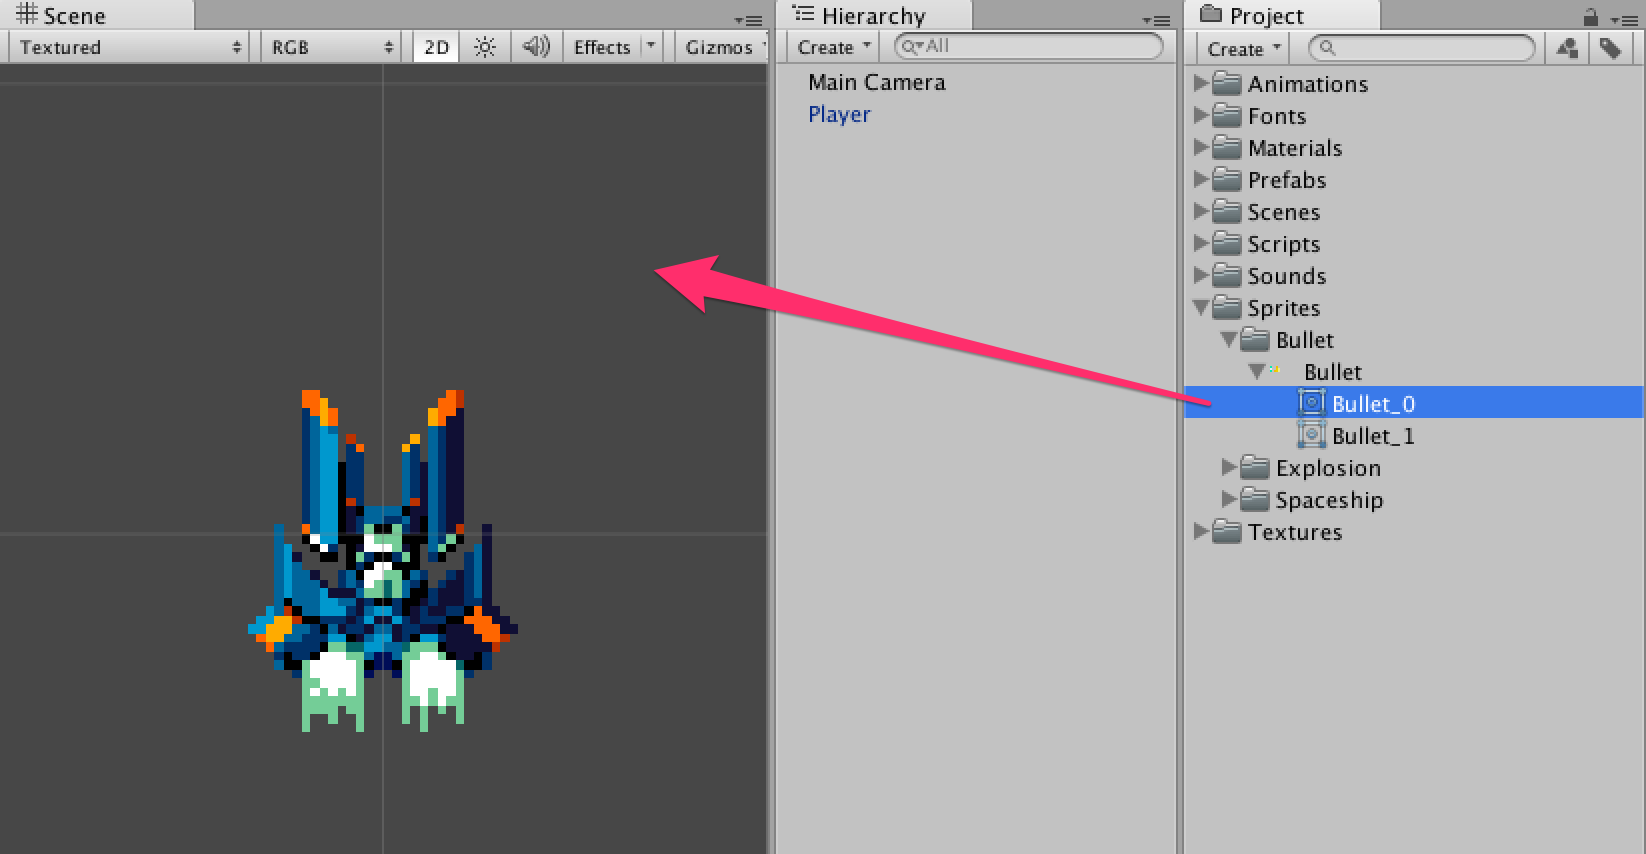 Scene
Textured
RGB
2D
Effects
Gizmos
Hierarchy
Create
All
Main Camera
Player
Project
Create
Animations
Fonts
Materials
Prefabs
Scenes
Scripts
Sounds
Sprites
Bullet
Bullet
Bullet_0
Bullet_1
Explosion
Spaceship
Textures